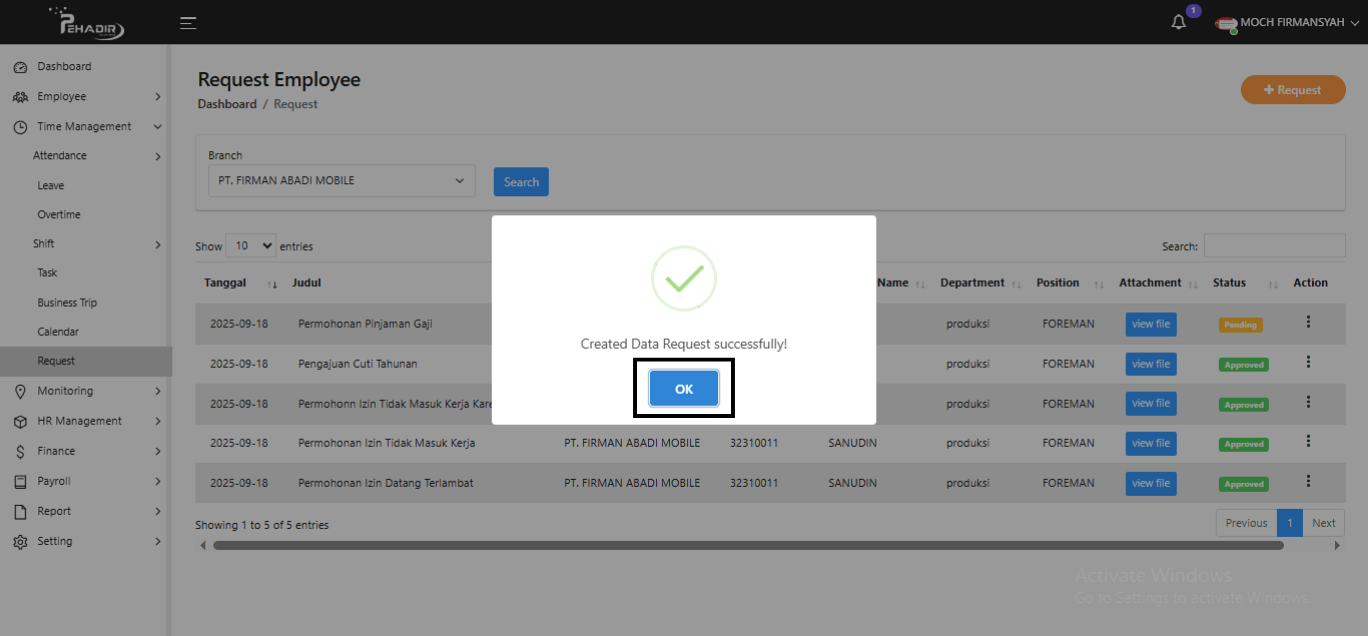 PEHADIR
1
MOCH FIRMANSYAH
Dashboard
Employee
Time Management
Attendance
Leave
Overtime
Shift
Task
Business Trip
Calendar
Request
Monitoring
HR Management
Finance
Payroll
Report
Setting
Request Employee
Dashboard / Request
+ Request
Branch
PT. FIRMAN ABADI MOBILE
Search
Show 10 entries
Search:
Tanggal Judul Name Department Position Attachment Status Action
2025-09-18 Permohonan Pinjaman Gaji produksi FOREMAN view file Pending
2025-09-18 Pengajuan Cuti Tahunan produksi FOREMAN view file Approved
2025-09-18 Permohonn Izin Tidak Masuk Kerja Kare produksi FOREMAN view file Approved
2025-09-18 Permohonan Izin Tidak Masuk Kerja PT. FIRMAN ABADI MOBILE 32310011 SANUDIN produksi FOREMAN view file Approved
2025-09-18 Permohonan Izin Datang Terlambat PT. FIRMAN ABADI MOBILE 32310011 SANUDIN produksi FOREMAN view file Approved
Showing 1 to 5 of 5 entries
Previous 1 Next
Created Data Request successfully!
OK
Activate Windows
Go to Settings to activate Windows.